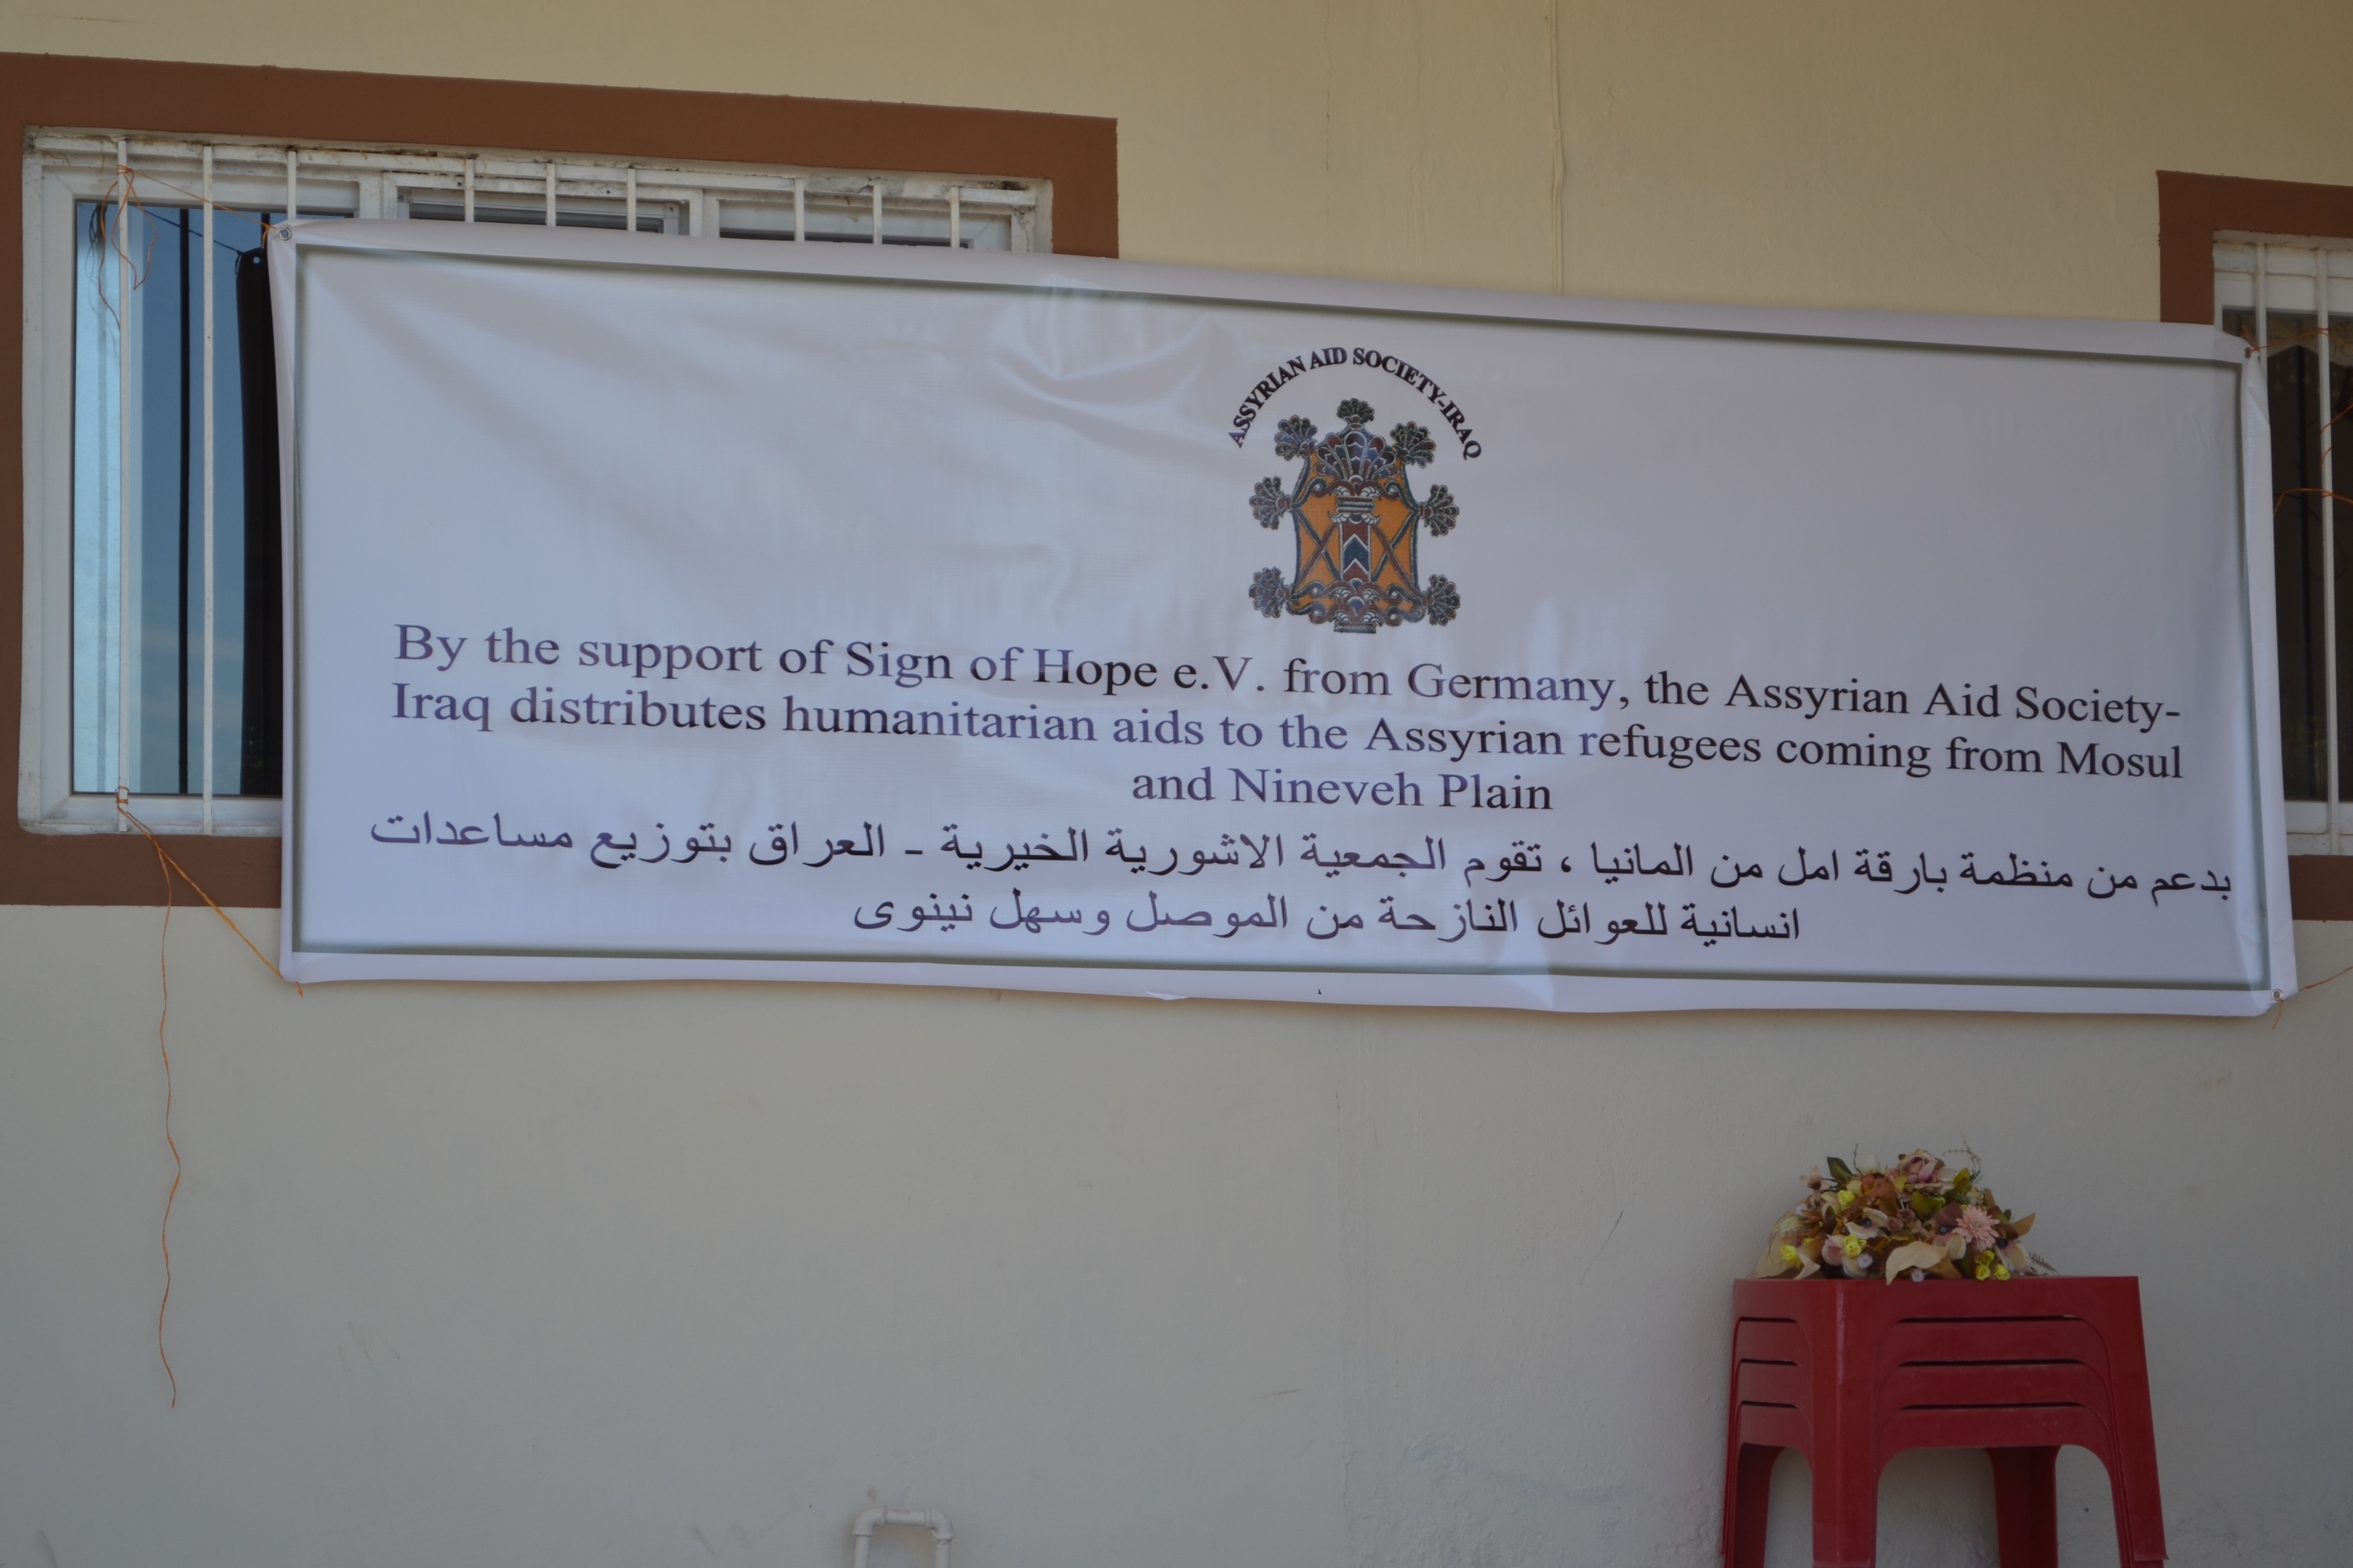 ASSYRIAN AID SOCIETY-IRAQ
By the support of Sign of Hope e.V. from Germany, the Assyrian Aid Society-
Iraq distributes humanitarian aids to the Assyrian refugees coming from Mosul
and Nineveh Plain
بدعم من منظمة بارقة امل من المانيا ، تقوم الجمعية الاشورية الخيرية - العراق بتوزيع مساعدات
انسانية للعوائل النازحة من الموصل وسهل نينوى